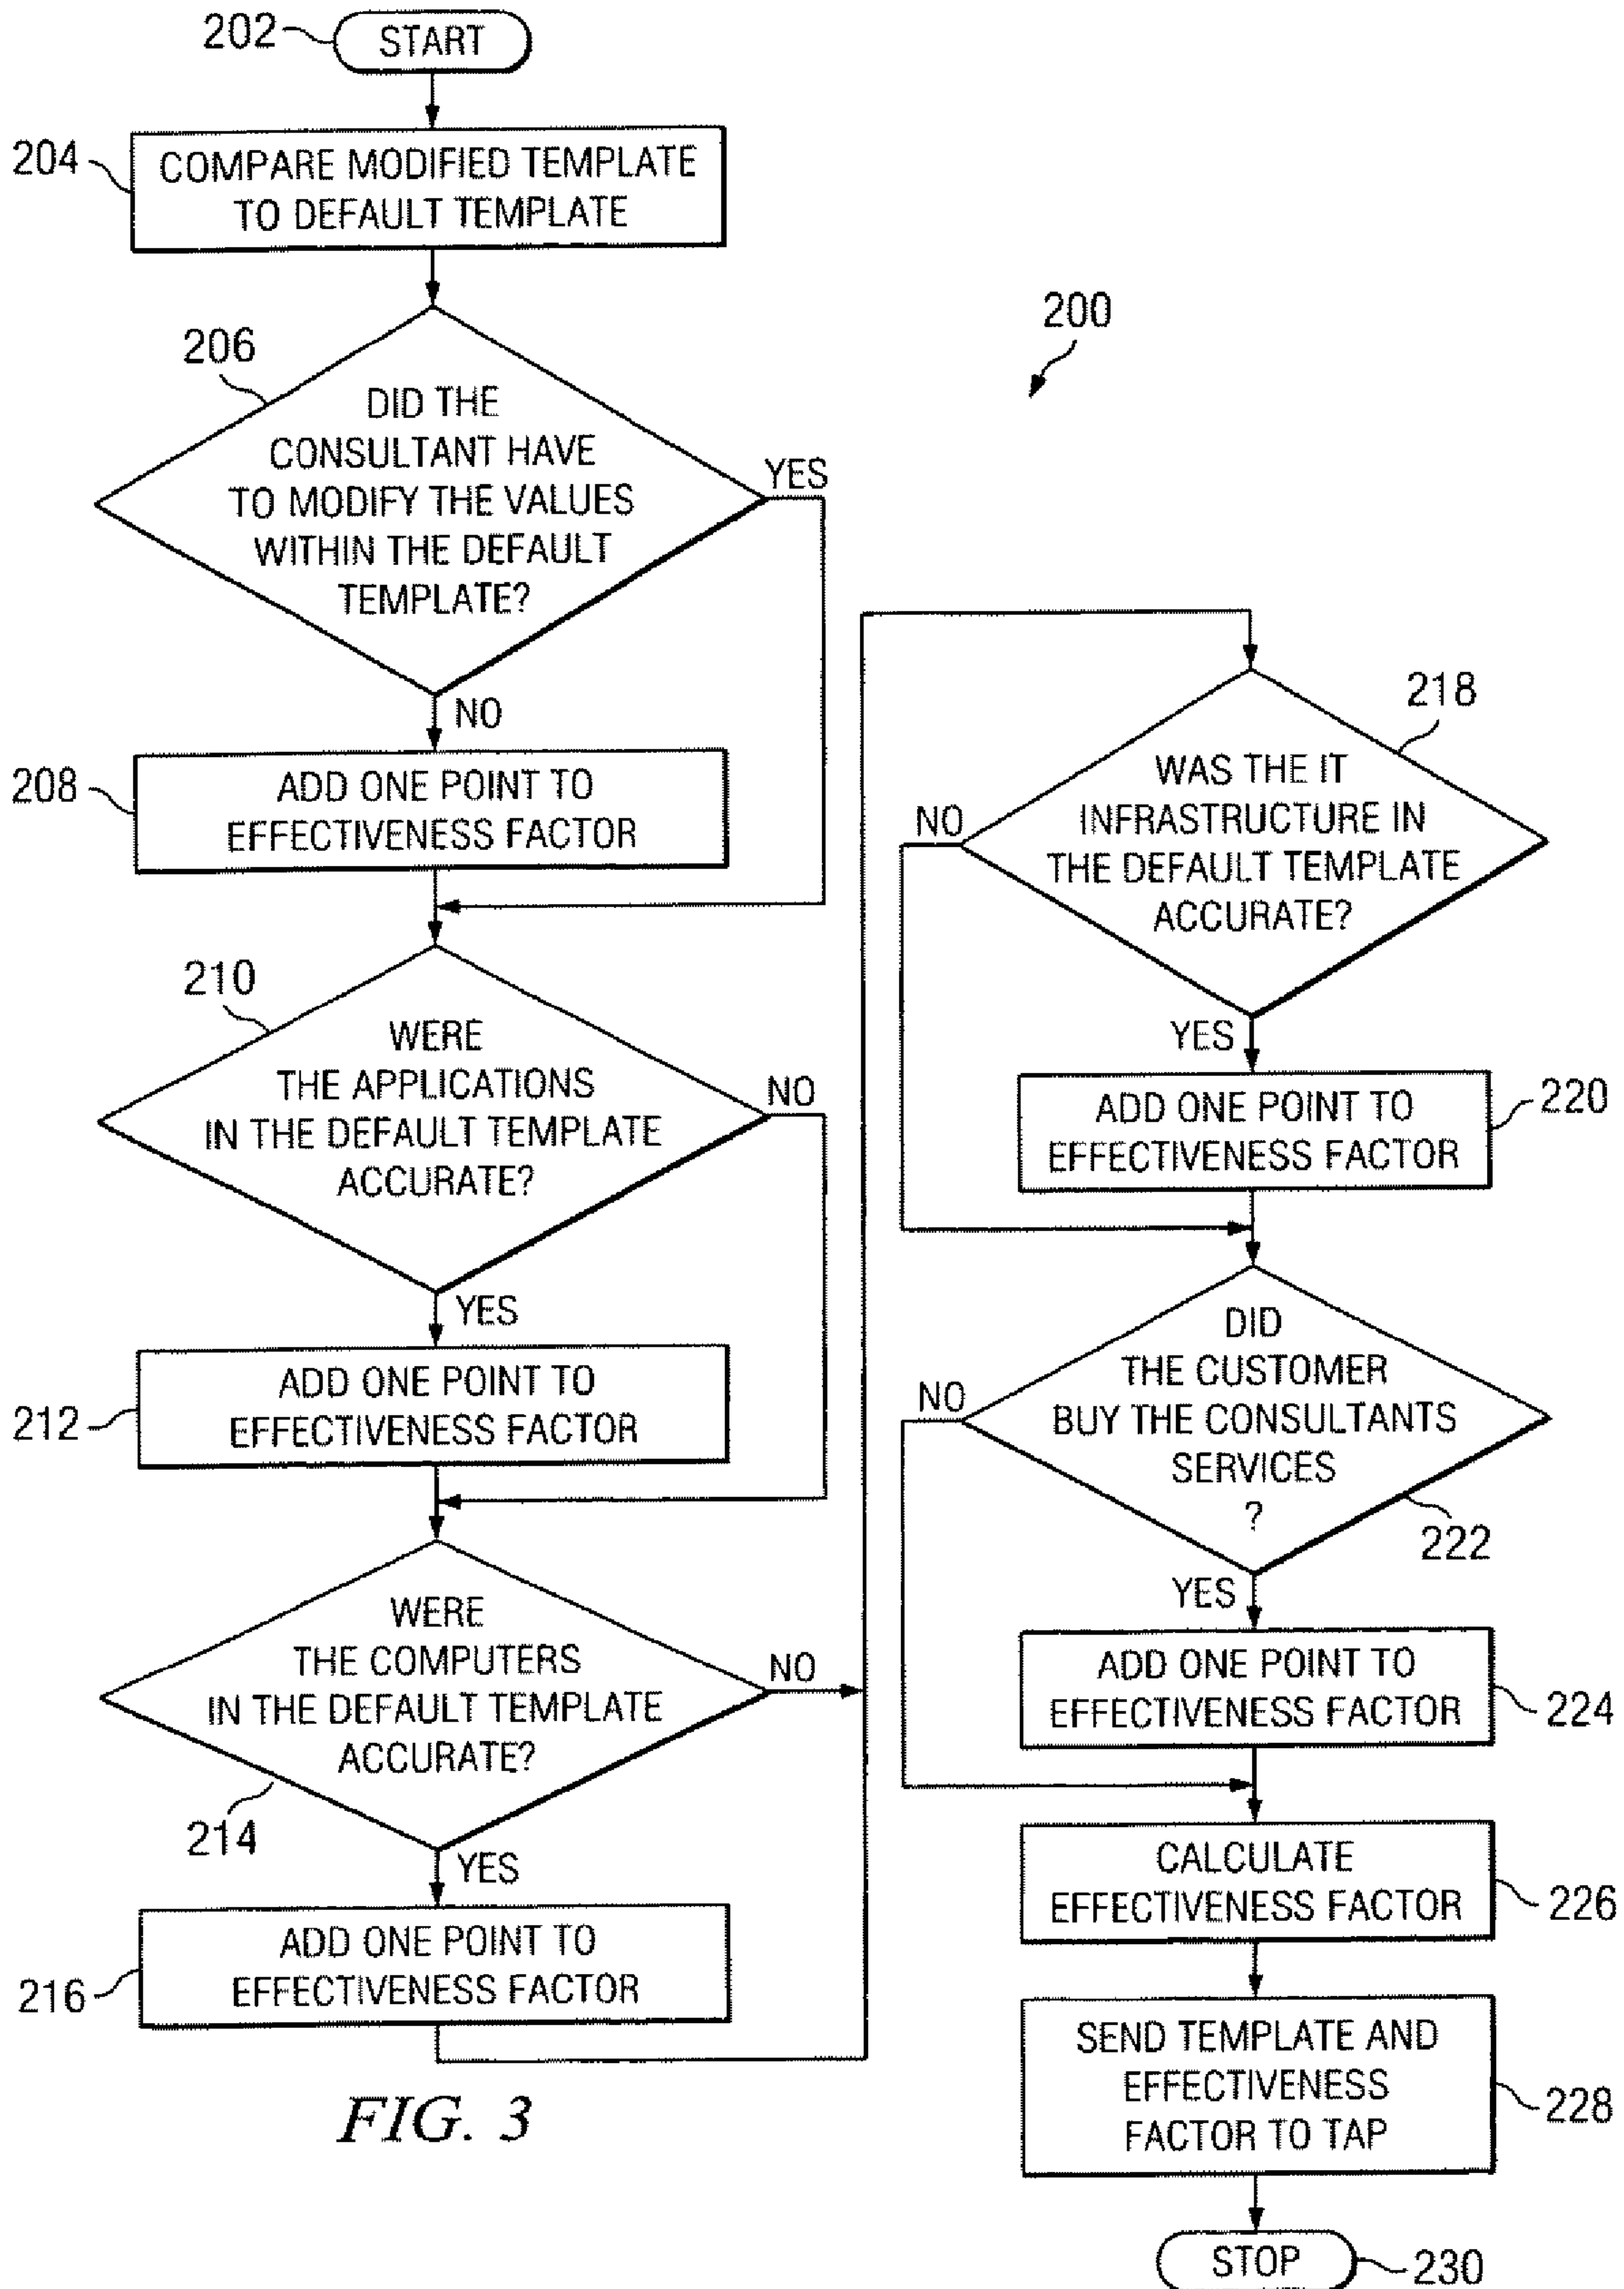 202
START
204
COMPARE MODIFIED TEMPLATE
TO DEFAULT TEMPLATE
206
DID THE
CONSULTANT HAVE
TO MODIFY THE VALUES
WITHIN THE DEFAULT
TEMPLATE?
YES
NO
208
ADD ONE POINT TO
EFFECTIVENESS FACTOR
210
WERE
THE APPLICATIONS
IN THE DEFAULT TEMPLATE
ACCURATE?
NO
YES
212
ADD ONE POINT TO
EFFECTIVENESS FACTOR
WERE
THE COMPUTERS
IN THE DEFAULT TEMPLATE
ACCURATE?
NO
214
YES
216
ADD ONE POINT TO
EFFECTIVENESS FACTOR
FIG. 3
200
218
WAS THE IT
INFRASTRUCTURE IN
THE DEFAULT TEMPLATE
ACCURATE?
NO
YES
ADD ONE POINT TO
EFFECTIVENESS FACTOR
220
DID
THE CUSTOMER
BUY THE CONSULTANTS
SERVICES
?
NO
222
YES
ADD ONE POINT TO
EFFECTIVENESS FACTOR
224
CALCULATE
EFFECTIVENESS FACTOR
226
SEND TEMPLATE AND
EFFECTIVENESS
FACTOR TO TAP
228
STOP
230